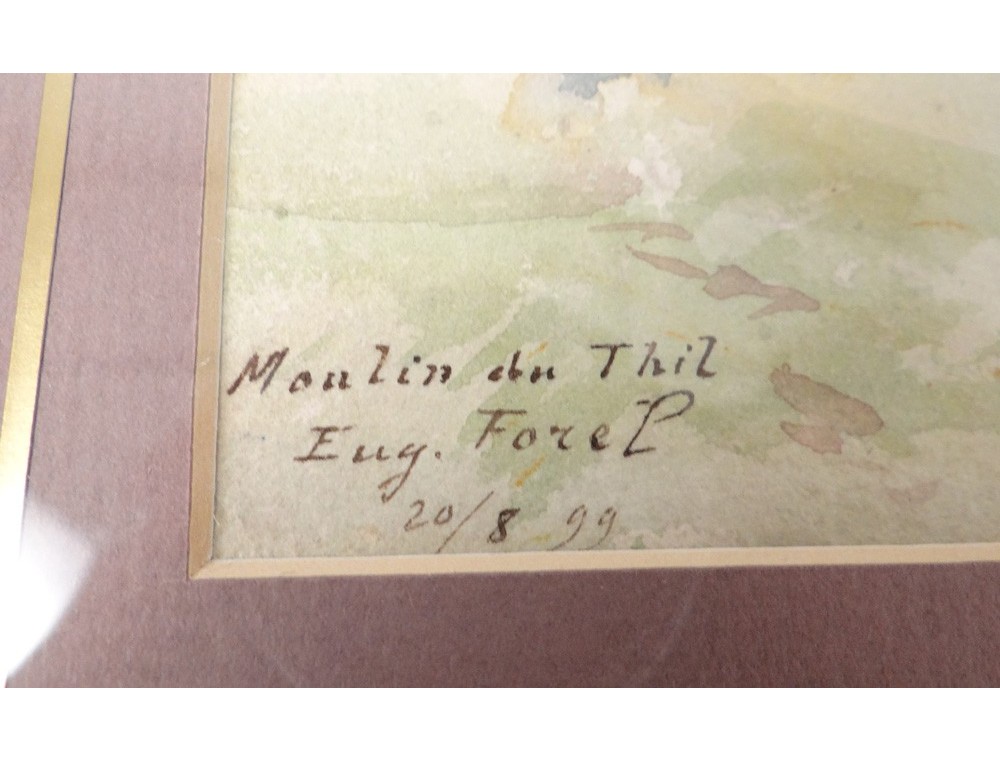 Moulin du Thil
Eug. Forel
20/8 99